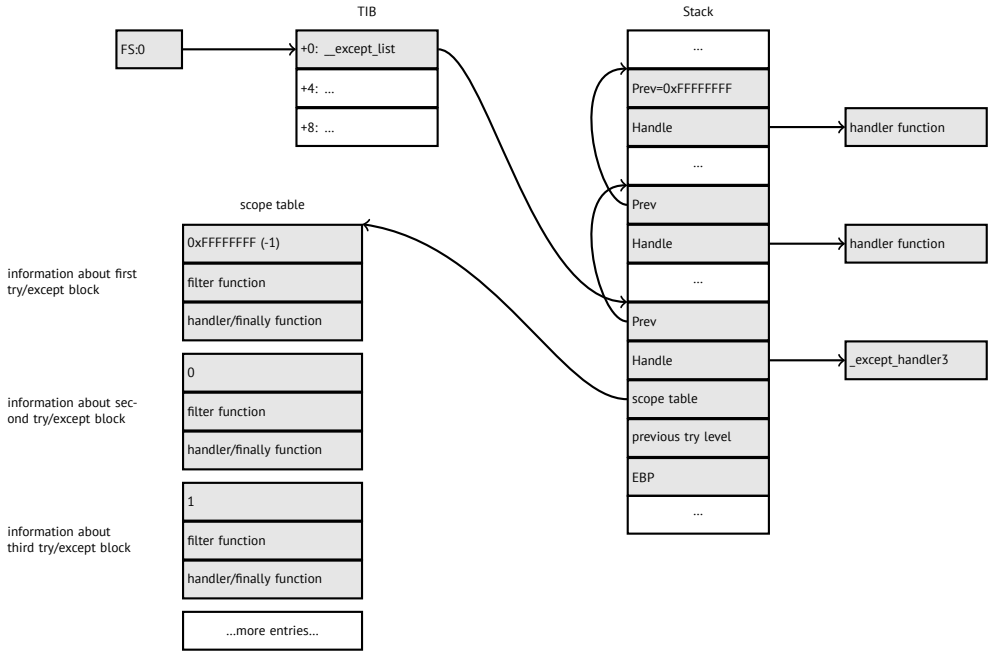 TIB
Stack
FS:0
+0: __except_list
+4: ...
+8: ...
...
Prev=0xFFFFFFFF
Handle
handler function
...
Prev
Handle
handler function
...
Prev
Handle
_except_handler3
scope table
previous try level
EBP
...
scope table
0xFFFFFFFF (-1)
information about first
try/except block
filter function
handler/finally function
0
information about sec-
ond try/except block
filter function
handler/finally function
1
information about
third try/except block
filter function
handler/finally function
...more entries...